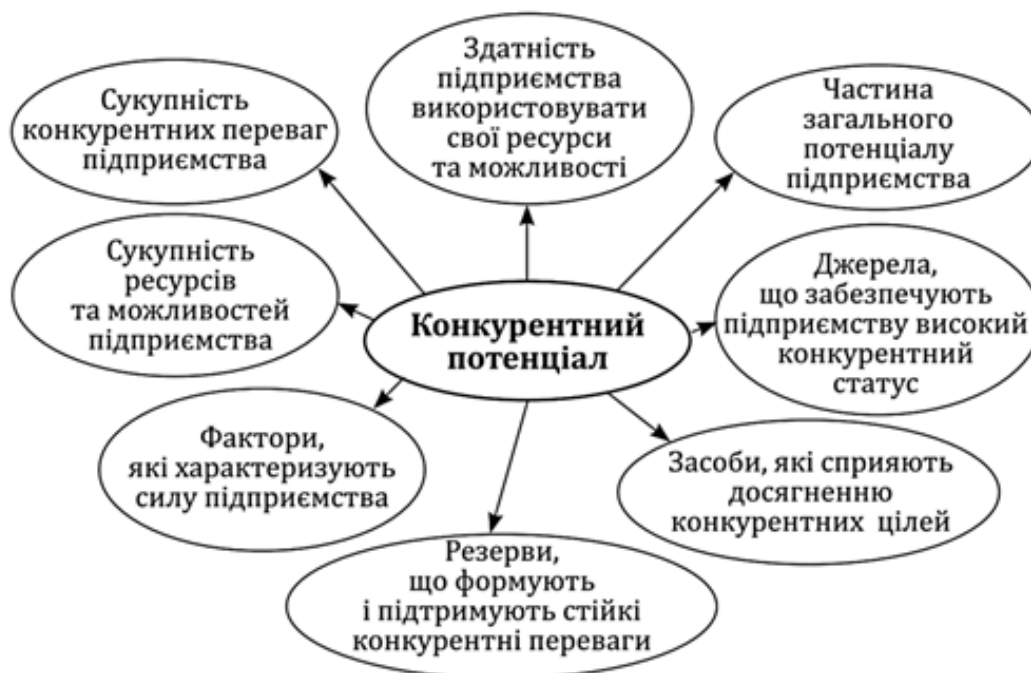 Здатність
підприємства
використовувати
свої ресурси
та можливості
Сукупність
конкурентних переваг
підприємства
Частина
загального
потенціалу
підприємства
Сукупність
ресурсів
та можливостей
підприємства
Конкурентний
потенціал
Джерела,
що забезпечують
підприємству високий
конкурентний
статус
Фактори,
які характеризують
силу підприємства
Засоби, які сприяють
досягненню
конкурентних цілей
Резерви,
що формують
і підтримують стійкі
конкурентні переваги